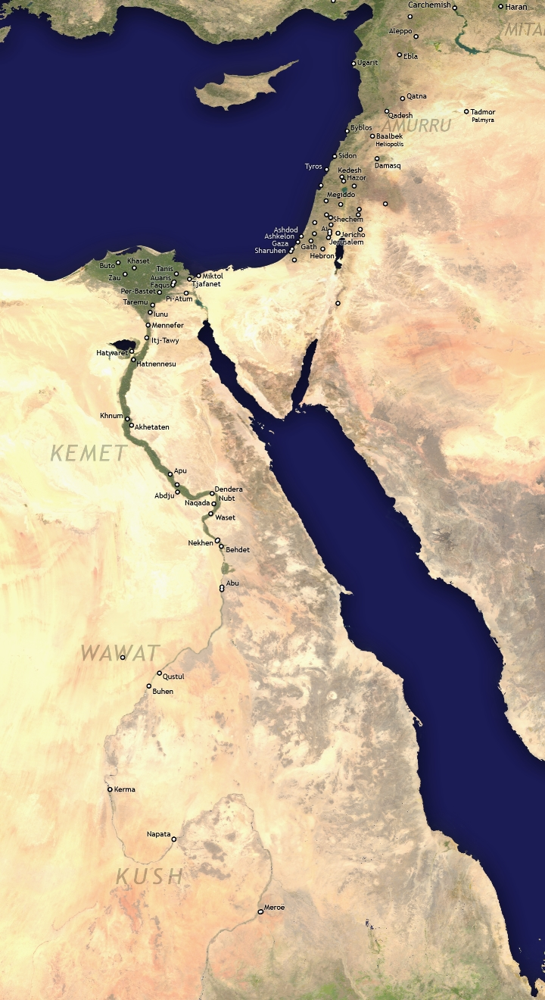 Carchemish
Haran
MITA
Aleppo
Ebla
Ugarit
Qatna
Qadesh
Tadmor
Palmyra
AMURRU
Byblos
Baalbek
Heliopolis
Sidon
Damasq
Tyros
Kedesh
Hazor
Megiddo
Shechem
Ashdod
Ai
Ashkelon
Jericho
Gaza
Jerusalem
Gath
Sharuhen
Hebron
Khaset
Buto
Tanis
Zau
Auaris
Miktol
Faqus
Tjafanet
Per-Bastet
Pi-Atum
Taremu
Iunu
Mennefer
Itj-Tawy
Hatwaret
Hatnennesu
Khnum
Akhetaten
KEMET
Apu
Abdju
Dendera
Nubt
Naqada
Waset
Nekhen
Behdet
Abu
WAWAT
Qustul
Buhen
Kerma
Napata
KUSH
Meroë